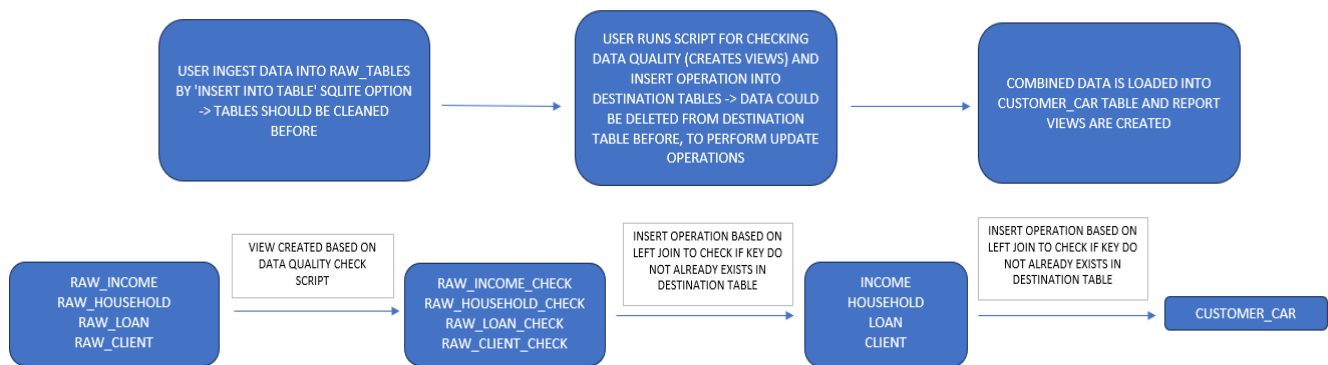 USER INGEST DATA INTO RAW_TABLES
BY 'INSERT INTO TABLE' SQLITE OPTION
-> TABLES SHOULD BE CLEANED
BEFORE
USER RUNS SCRIPT FOR CHECKING
DATA QUALITY (CREATES VIEWS) AND
INSERT OPERATION INTO
DESTINATION TABLES -> DATA COULD
BE DELETED FROM DESTINATION
TABLE BEFORE, TO PERFORM UPDATE
OPERATIONS
COMBINED DATA IS LOADED INTO
CUSTOMER_CAR TABLE AND REPORT
VIEWS ARE CREATED
RAW_INCOME
RAW_HOUSEHOLD
RAW_LOAN
RAW_CLIENT
VIEW CREATED BASED ON
DATA QUALITY CHECK
SCRIPT
RAW_INCOME_CHECK
RAW_HOUSEHOLD_CHECK
RAW_LOAN_CHECK
RAW_CLIENT_CHECK
INSERT OPERATION BASED ON
LEFT JOIN TO CHECK IF KEY DO
NOT ALREADY EXISTS IN
DESTINATION TABLE
INCOME
HOUSEHOLD
LOAN
CLIENT
INSERT OPERATION BASED ON
LEFT JOIN TO CHECK IF KEY DO
NOT ALREADY EXISTS IN
DESTINATION TABLE
CUSTOMER_CAR